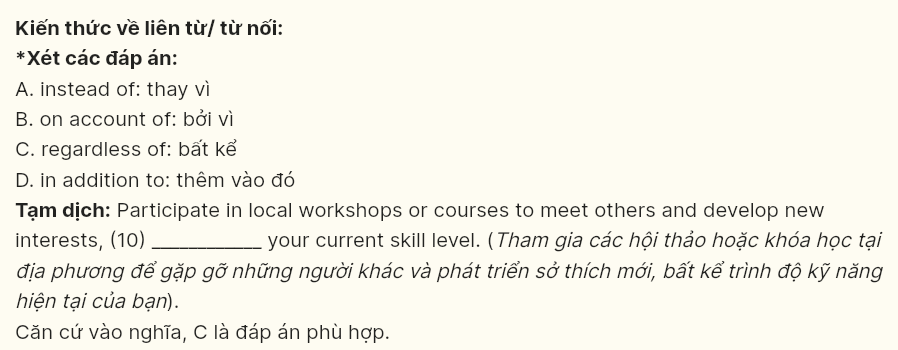 Kiến thức về liên từ/ từ nối:
*Xét các đáp án:
A. instead of: thay vì
B. on account of: bởi vì
C. regardless of: bất kể
D. in addition to: thêm vào đó
Tạm dịch: Participate in local workshops or courses to meet others and develop new
interests, (10) ____________ your current skill level. (Tham gia các hội thảo hoặc khóa học tại
địa phương để gặp gỡ những người khác và phát triển sở thích mới, bất kể trình độ kỹ năng
hiện tại của bạn).
Căn cứ vào nghĩa, C là đáp án phù hợp.